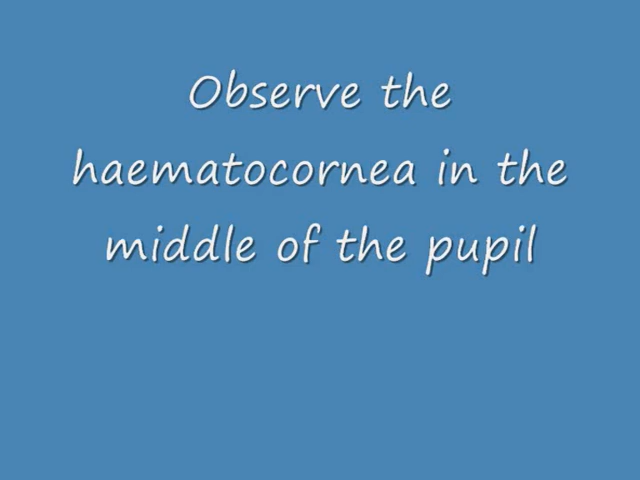 Observe the
haematocornea in the
middle of the pupil